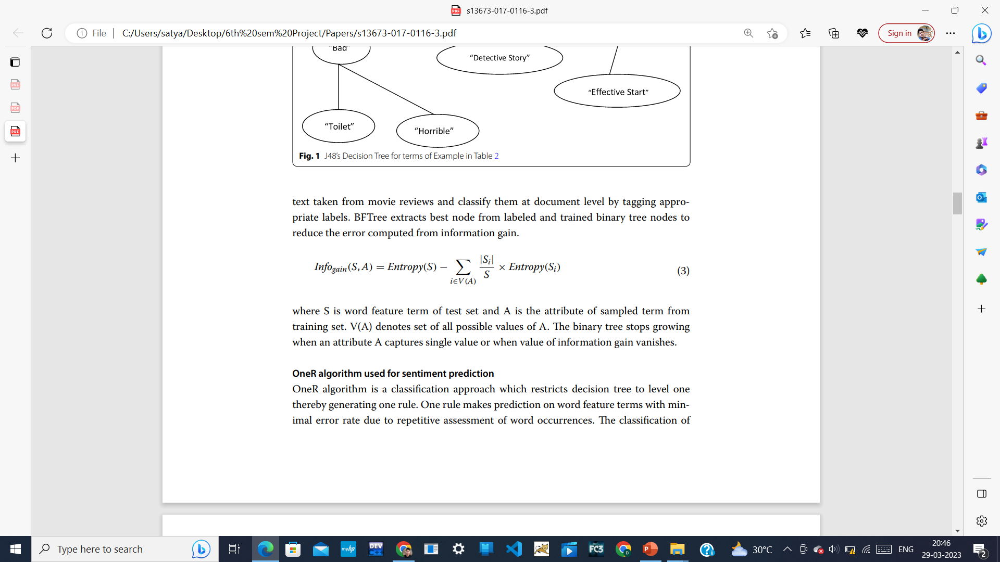 s13673-017-0116-3.pdf
File
C:/Users/satya/Desktop/6th%20sem%20Project/Papers/s13673-017-0116-3.pdf
Sign in
"Bad"
“Detective Story”
“Effective Start”
“Toilet”
“Horrible”
Fig. 1 J48’s Decision Tree for terms of Example in Table 2
text taken from movie reviews and classify them at document level by tagging appro-
priate labels. BFTree extracts best node from labeled and trained binary tree nodes to
reduce the error computed from information gain.
Info_gain(S, A) = Entropy(S) − ∑_{i∈V(A)} |S_i|/S × Entropy(S_i) (3)
where S is word feature term of test set and A is the attribute of sampled term from
training set. V(A) denotes set of all possible values of A. The binary tree stops growing
when an attribute A captures single value or when value of information gain vanishes.
OneR algorithm used for sentiment prediction
OneR algorithm is a classification approach which restricts decision tree to level one
thereby generating one rule. One rule makes prediction on word feature terms with min-
imal error rate due to repetitive assessment of word occurrences. The classification of
Type here to search
myhp
DEV
FC3
30°C
ENG
20:46
29-03-2023
2